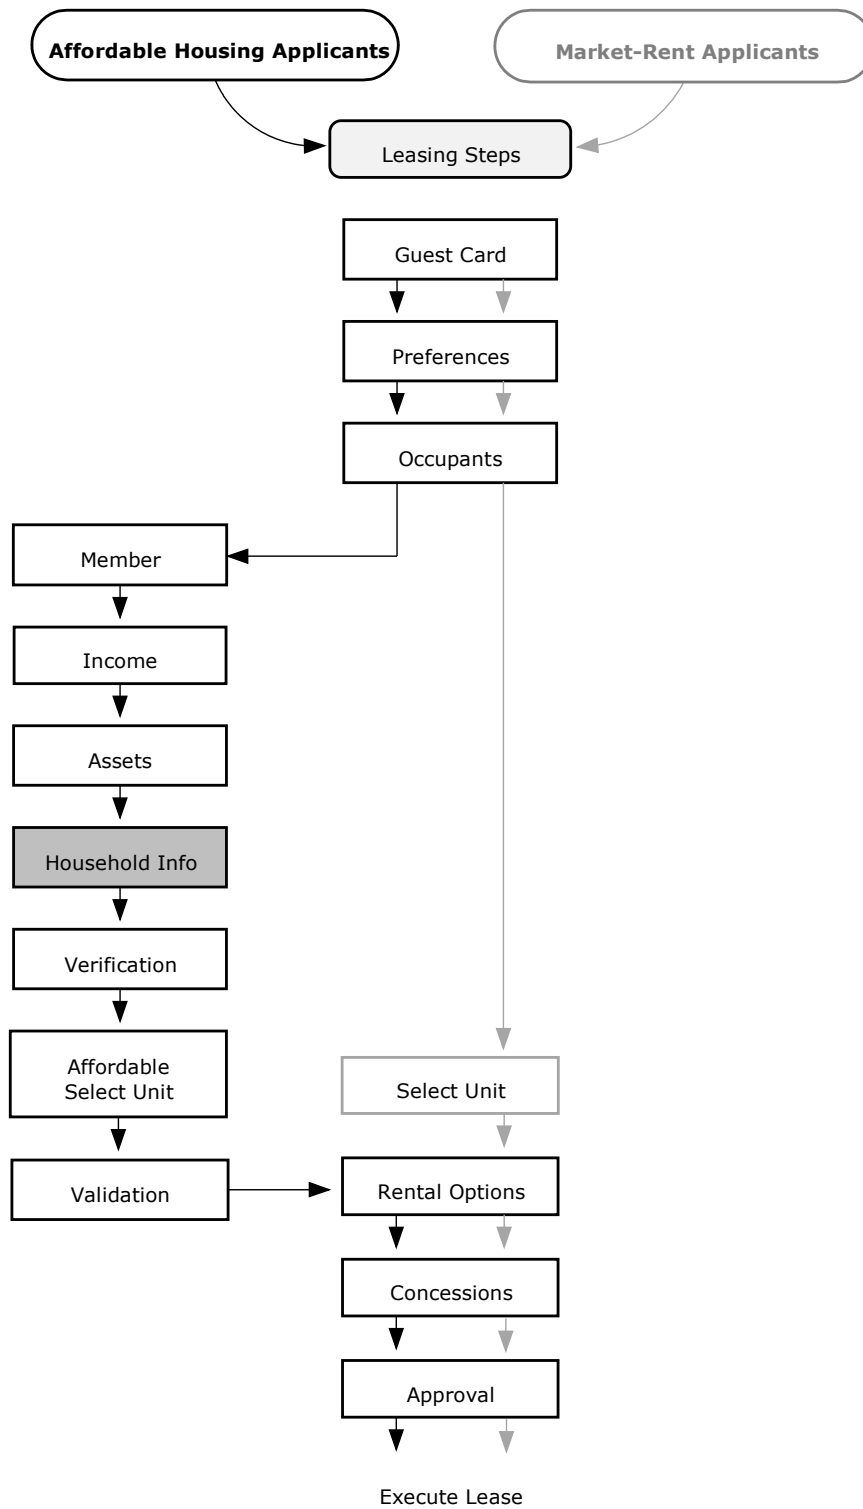 Affordable Housing Applicants
Market-Rent Applicants
Leasing Steps
Guest Card
Preferences
Occupants
Member
Income
Assets
Household Info
Verification
Affordable
Select Unit
Select Unit
Validation
Rental Options
Concessions
Approval
Execute Lease